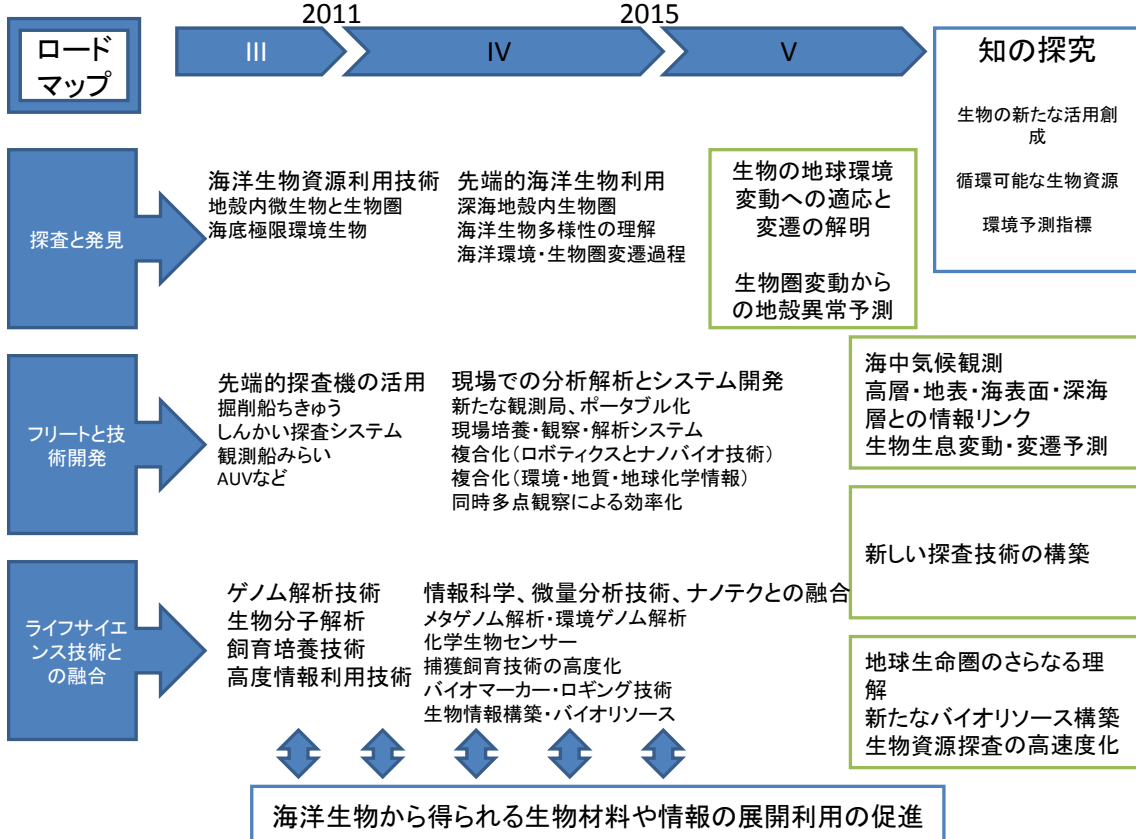 2011
2015
ロード
マップ
III
IV
V
知の探究
生物の新たな活用創
成
循環可能な生物資源
環境予測指標
探査と発見
海洋生物資源利用技術
地殻内微生物と生物圏
海底極限環境生物
先端的海洋生物利用
深海地殻内生物圏
海洋生物多様性の理解
海洋環境・生物圏変遷過程
生物の地球環境
変動への適応と
変遷の解明
生物圏変動から
の地殻異常予測
フリートと技
術開発
先端的探査機の活用
掘削船ちきゅう
しんかい探査システム
観測船みらい
AUVなど
現場での分析解析とシステム開発
新たな観測局、ポータブル化
現場培養・観察・解析システム
複合化(ロボティクスとナノバイオ技術)
複合化(環境・地質・地球化学情報)
同時多点観察による効率化
海中気候観測
高層・地表・海表面・深海
層との情報リンク
生物生息変動・変遷予測
新しい探査技術の構築
ライフサイエ
ンス技術と
の融合
ゲノム解析技術
生物分子解析
飼育培養技術
高度情報利用技術
情報科学、微量分析技術、ナノテクとの融合
メタゲノム解析・環境ゲノム解析
化学生物センサー
捕獲飼育技術の高度化
バイオマーカー・ロギング技術
生物情報構築・バイオリソース
地球生命圏のさらなる理
解
新たなバイオリソース構築
生物資源探査の高速度化
海洋生物から得られる生物材料や情報の展開利用の促進